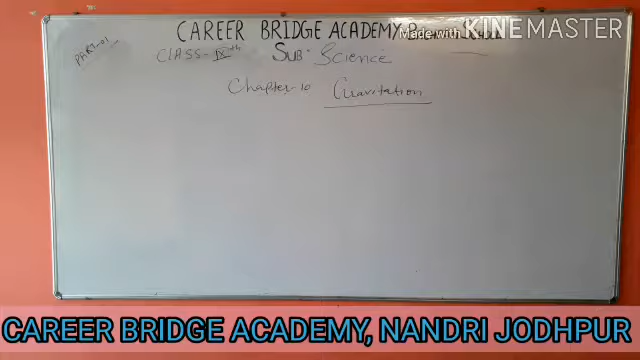 CAREER BRIDGE ACADEMY
Made with KINEMASTER
PART-01
CLASS-IXth SUB- Science
Chapter-10 Gravitation
CAREER BRIDGE ACADEMY, NANDRI JODHPUR